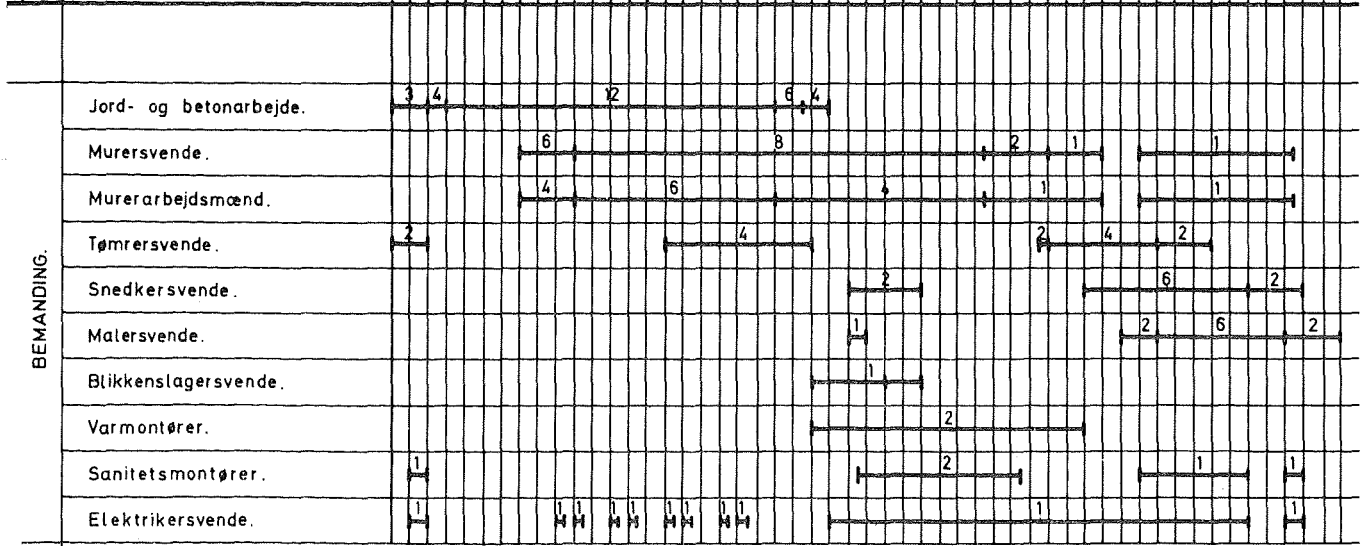 BEMANDING.
Jord- og betonarbejde. 3 4 12 6 4
Murersvende. 6 8 2 1 1
Murerarbejdsmænd. 4 6 4 1 1
Tømrersvende. 2 4 2 4 2
Snedkersvende. 2 6 2
Malersvende. 1 2 6 2
Blikkenslagersvende. 1
Varmontører. 2
Sanitetsmontører. 1 2 1 1
Elektrikersvende. 1 1 1 1 1 1 1 1 1 1 1